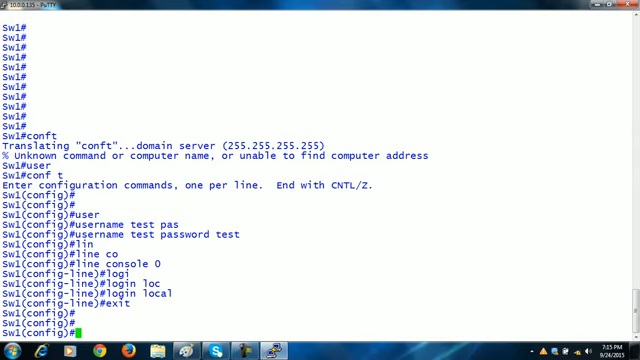 10.0.0.135 - PuTTY
Sw1#
Sw1#
Sw1#
Sw1#
Sw1#
Sw1#
Sw1#
Sw1#
Sw1#
Sw1#
Sw1#
Sw1#conft
Translating "conft"...domain server (255.255.255.255)
% Unknown command or computer name, or unable to find computer address
Sw1#user
Sw1#conf t
Enter configuration commands, one per line.  End with CNTL/Z.
Sw1(config)#
Sw1(config)#
Sw1(config)#user
Sw1(config)#username test pas
Sw1(config)#username test password test
Sw1(config)#lin
Sw1(config)#line co
Sw1(config)#line console 0
Sw1(config-line)#logi
Sw1(config-line)#login loc
Sw1(config-line)#login local
Sw1(config-line)#exit
Sw1(config)#
Sw1(config)#
Sw1(config)#
7:15 PM
9/24/2015